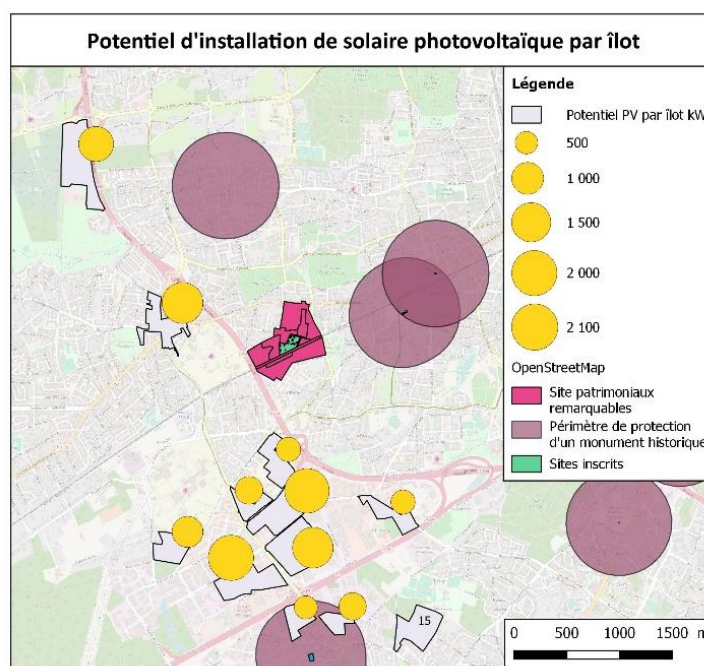 Potentiel d'installation de solaire photovoltaïque par îlot
Légende
Potentiel PV par îlot kW
500
1 000
1 500
2 000
2 100
OpenStreetMap
Site patrimoniaux
remarquables
Périmètre de protection
d'un monument historique
Sites inscrits
15
0 500 1000 1500 m